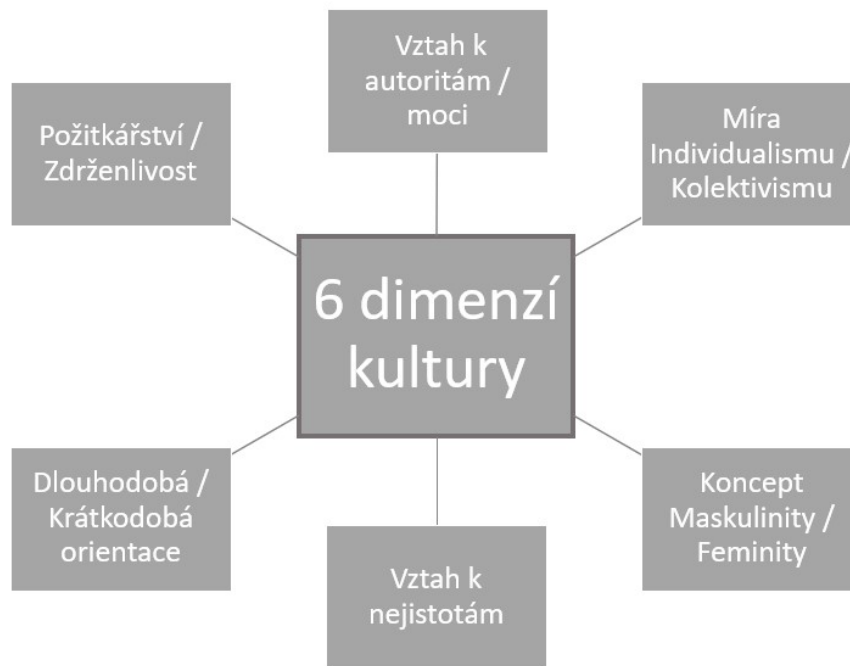 Vztah k
autoritám /
moci
Požitkářství /
Zdrženlivost
Míra
Individualismu /
Kolektivismu
6 dimenzí
kultury
Dlouhodobá /
Krátkodobá
orientace
Koncept
Maskulinity /
Feminity
Vztah k
nejistotám